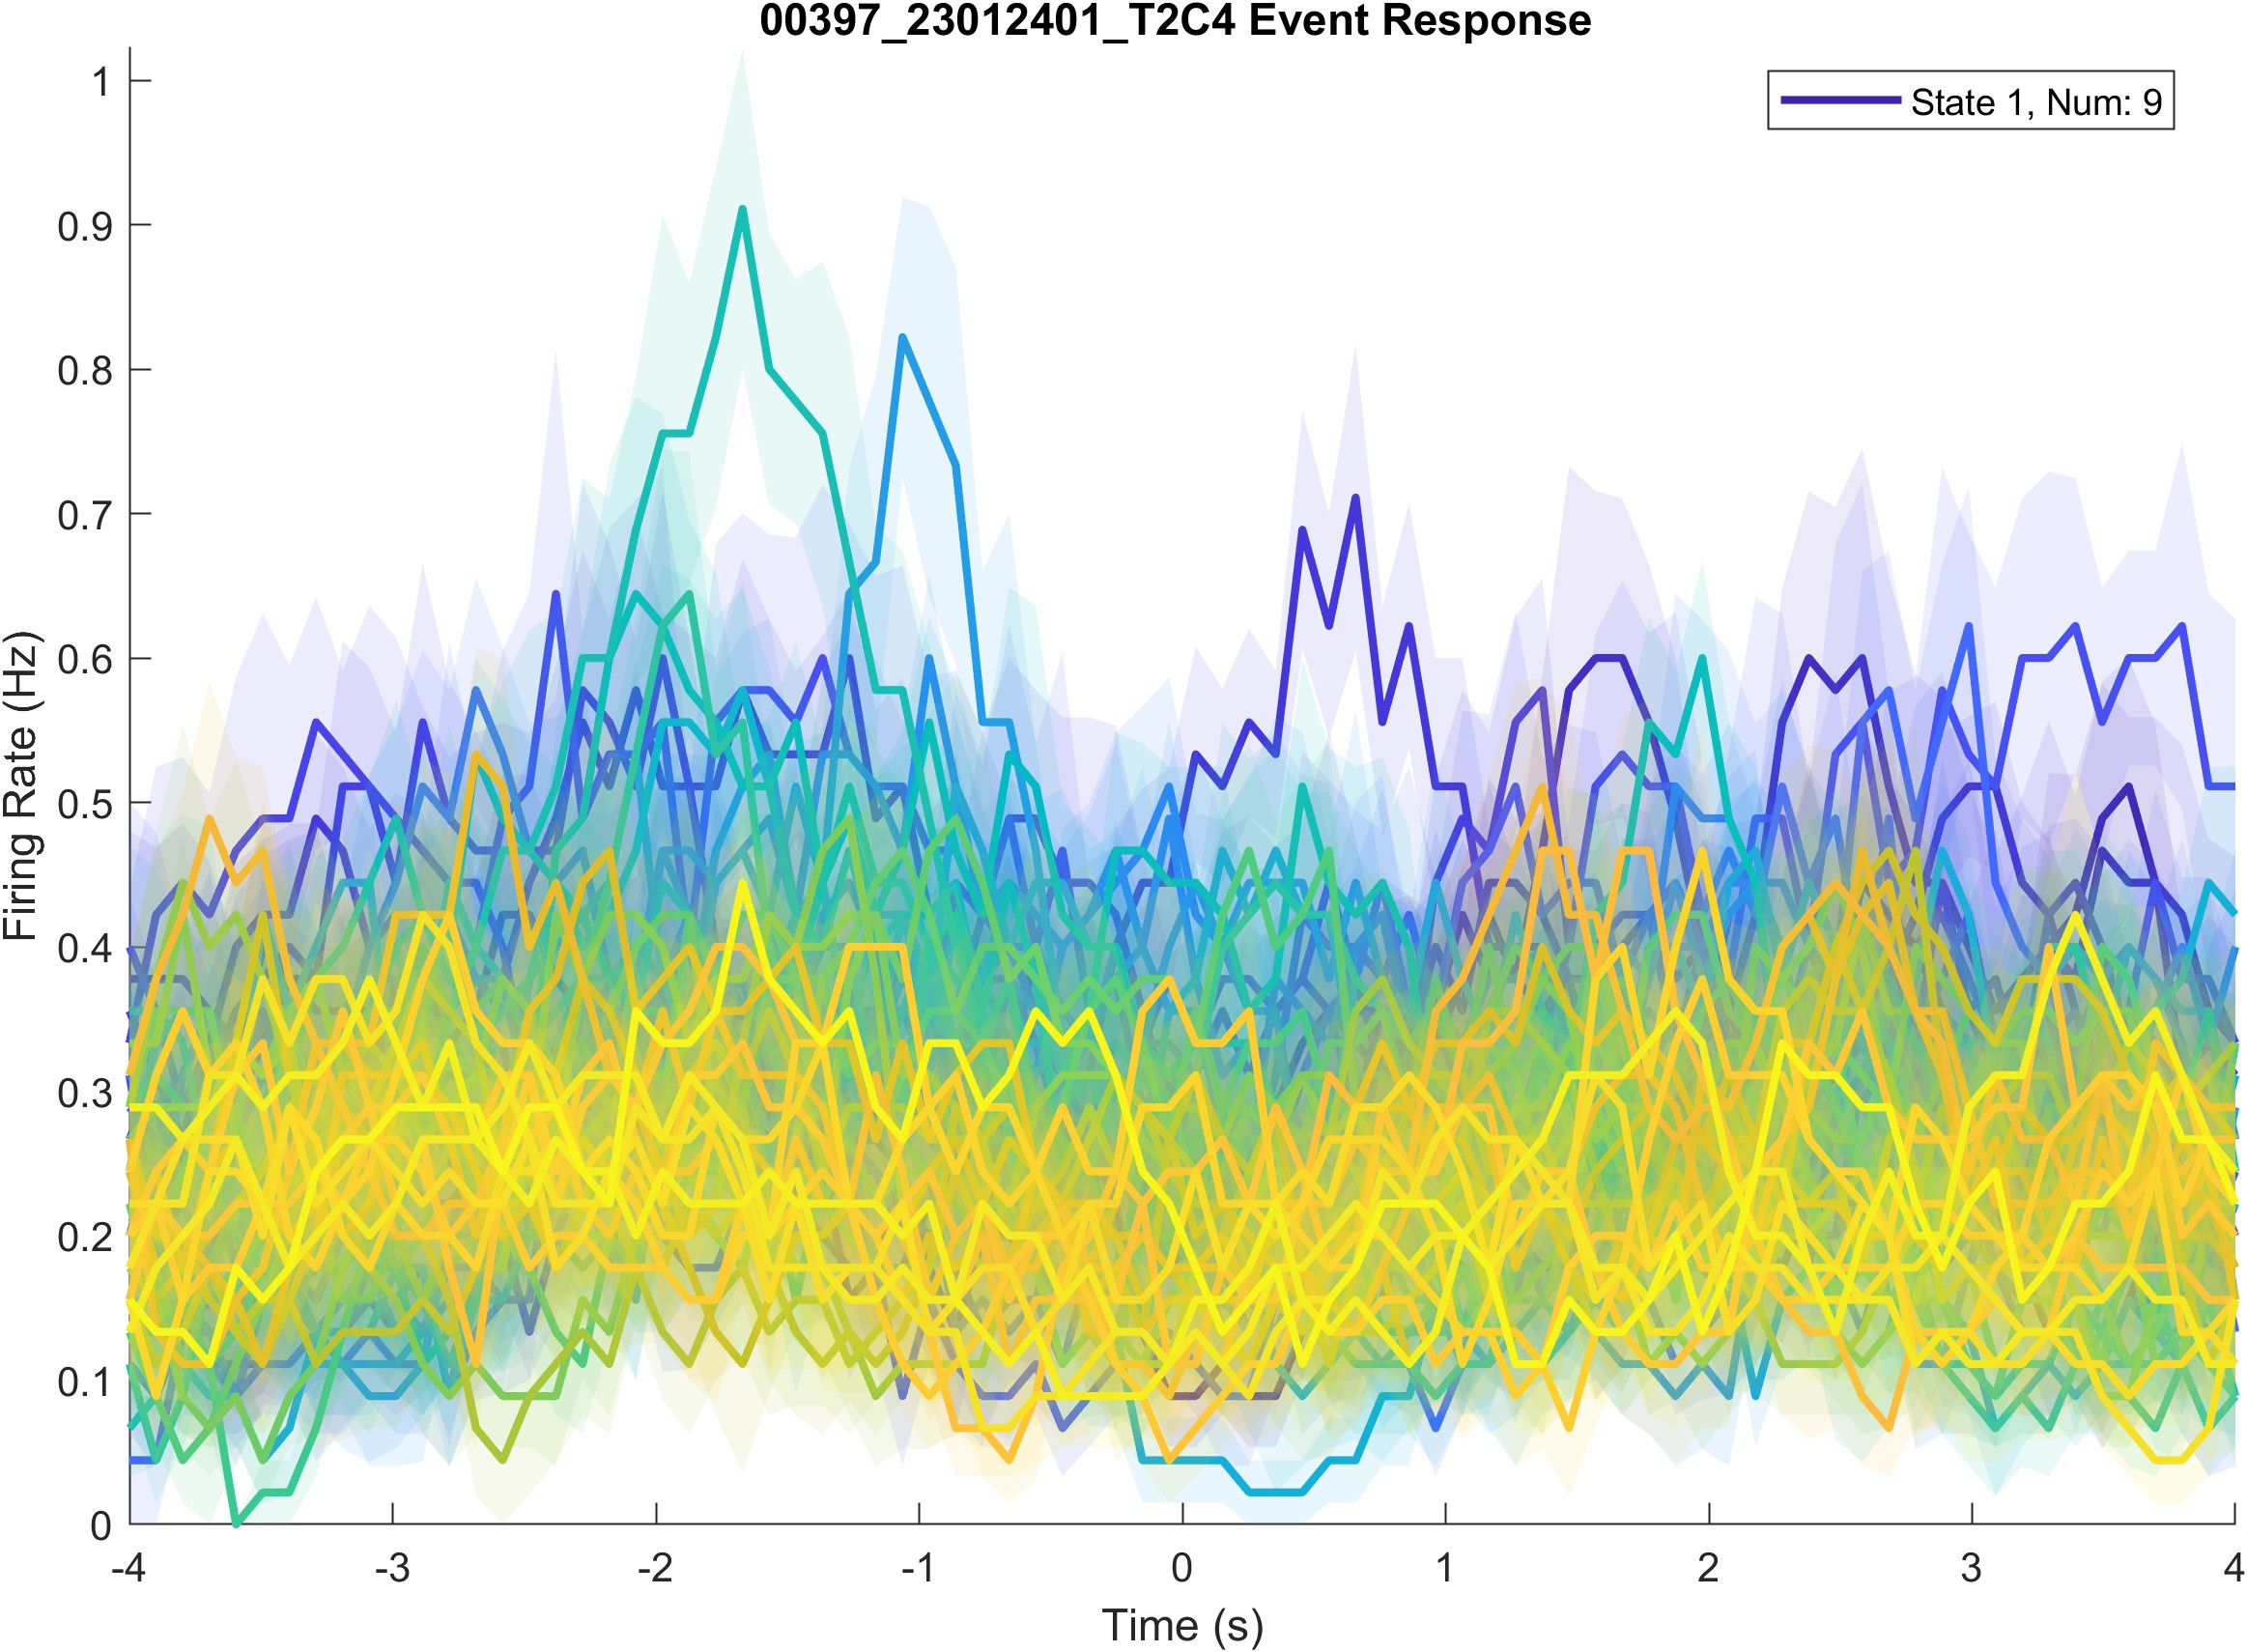 00397_23012401_T2C4 Event Response
State 1, Num: 9
Firing Rate (Hz)
1
0.9
0.8
0.7
0.6
0.5
0.4
0.3
0.2
0.1
0
-4 -3 -2 -1 0 1 2 3 4
Time (s)